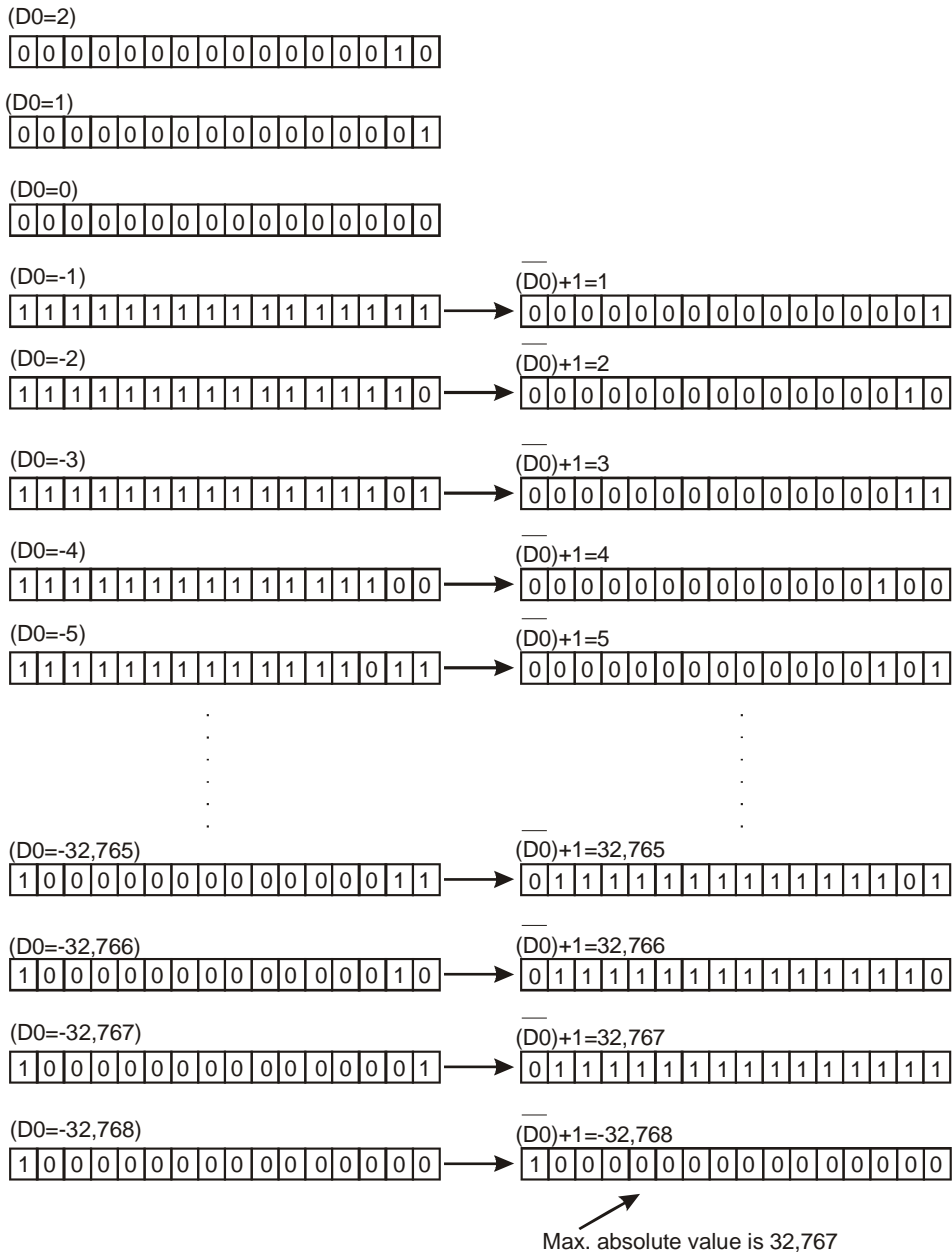 (D0=2)
0 0 0 0 0 0 0 0 0 0 0 0 0 0 1 0
(D0=1)
0 0 0 0 0 0 0 0 0 0 0 0 0 0 0 1
(D0=0)
0 0 0 0 0 0 0 0 0 0 0 0 0 0 0 0
(D0=-1) (D0)+1=1
1 1 1 1 1 1 1 1 1 1 1 1 1 1 1 1 0 0 0 0 0 0 0 0 0 0 0 0 0 0 0 1
(D0=-2) (D0)+1=2
1 1 1 1 1 1 1 1 1 1 1 1 1 1 1 0 0 0 0 0 0 0 0 0 0 0 0 0 0 0 1 0
(D0=-3) (D0)+1=3
1 1 1 1 1 1 1 1 1 1 1 1 1 1 0 1 0 0 0 0 0 0 0 0 0 0 0 0 0 0 1 1
(D0=-4) (D0)+1=4
1 1 1 1 1 1 1 1 1 1 1 1 1 1 0 0 0 0 0 0 0 0 0 0 0 0 0 0 0 1 0 0
(D0=-5) (D0)+1=5
1 1 1 1 1 1 1 1 1 1 1 1 1 0 1 1 0 0 0 0 0 0 0 0 0 0 0 0 0 1 0 1
(D0=-32,765) (D0)+1=32,765
1 0 0 0 0 0 0 0 0 0 0 0 0 0 1 1 0 1 1 1 1 1 1 1 1 1 1 1 1 1 0 1
(D0=-32,766) (D0)+1=32,766
1 0 0 0 0 0 0 0 0 0 0 0 0 0 1 0 0 1 1 1 1 1 1 1 1 1 1 1 1 1 1 0
(D0=-32,767) (D0)+1=32,767
1 0 0 0 0 0 0 0 0 0 0 0 0 0 0 1 0 1 1 1 1 1 1 1 1 1 1 1 1 1 1 1
(D0=-32,768) (D0)+1=-32,768
1 0 0 0 0 0 0 0 0 0 0 0 0 0 0 0 1 0 0 0 0 0 0 0 0 0 0 0 0 0 0 0
Max. absolute value is 32,767